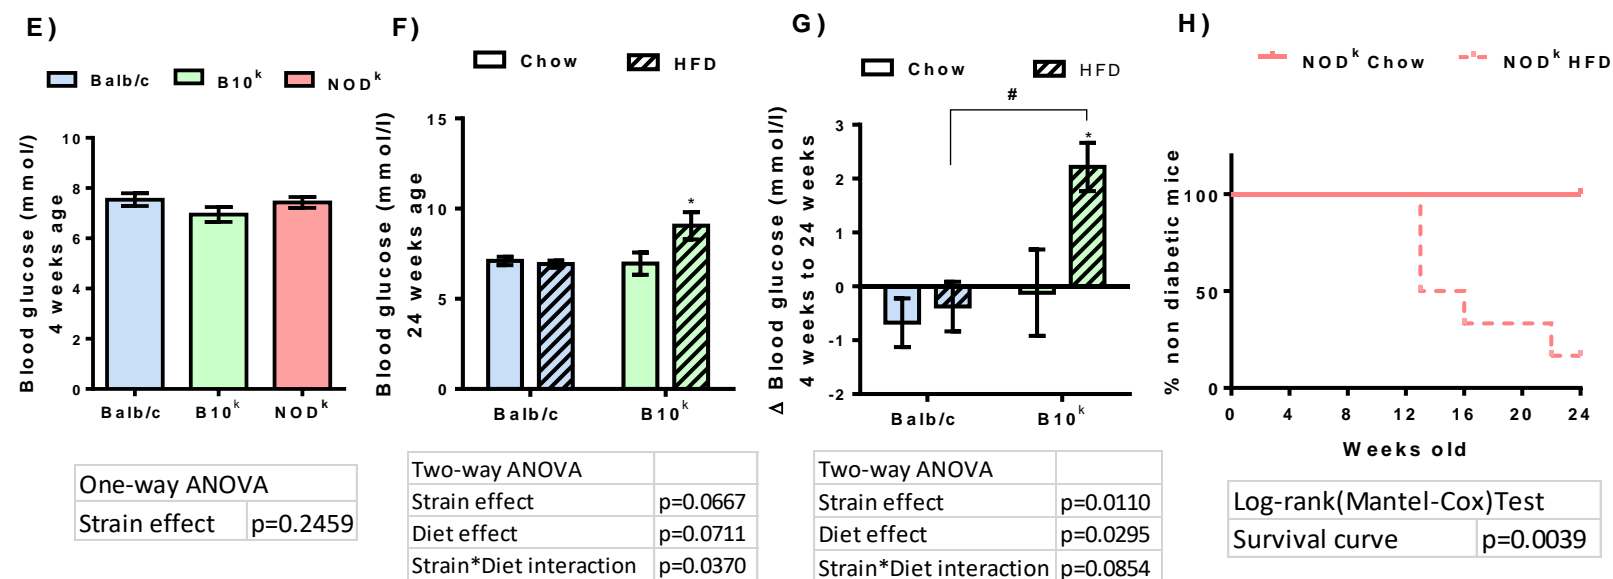 E)
Balb/c
B10k
NODk
Blood glucose (mmol/)
4 weeks age
10
8
6
4
2
0
Balb/c
B10k
NODk
One-way ANOVA
Strain effect p=0.2459
F)
Chow
HFD
Blood glucose (mmol/l)
24 weeks age
15
10
5
0
*
Balb/c
B10k
Two-way ANOVA
Strain effect p=0.0667
Diet effect p=0.0711
Strain*Diet interaction p=0.0370
G)
Chow
HFD
Δ Blood glucose (mmol/l)
4 weeks to 24 weeks
3
2
1
0
-1
-2
#
*
Balb/c
B10k
Two-way ANOVA
Strain effect p=0.0110
Diet effect p=0.0295
Strain*Diet interaction p=0.0854
H)
NODk Chow
NODk HFD
% non diabetic mice
100
50
0
0 4 8 12 16 20 24
Weeks old
Log-rank(Mantel-Cox)Test
Survival curve p=0.0039